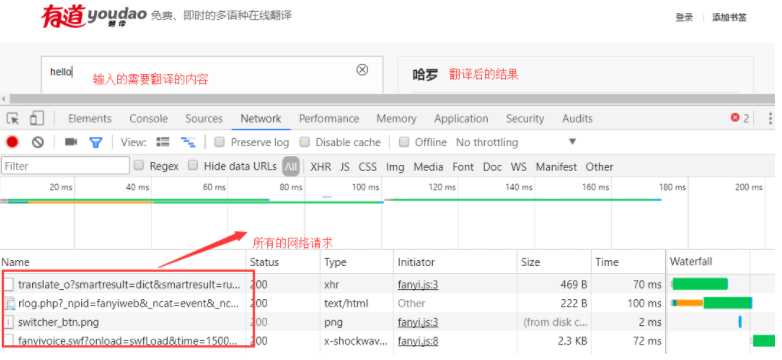 有道 youdao 翻译 免费、即时的多语种在线翻译
登录 添加书签
hello
输入的需要翻译的内容
哈罗 翻译后的结果
Elements Console Sources Network Performance Memory Application Security Audits 2
View: Preserve log Disable cache Offline No throttling
Filter Regex Hide data URLs All XHR JS CSS Img Media Font Doc WS Manifest Other
20 ms 40 ms 60 ms 80 ms 100 ms 120 ms 140 ms 160 ms 180 ms 200 ms
所有的网络请求
Name Status Type Initiator Size Time Waterfall
translate_o?smartresult=dict&smartresult=ru... 200 xhr fanyi.js:3 469 B 70 ms
rlog.php?_npid=fanyiweb&_ncat=event&_nc... 200 text/html Other 222 B 100 ms
switcher_btn.png 200 png fanyi.js:3 (from disk c... 2 ms
fanyivoice.swf?onload=swfLoad&time=1500... 200 x-shockwav... fanyi.js:8 2.3 KB 72 ms